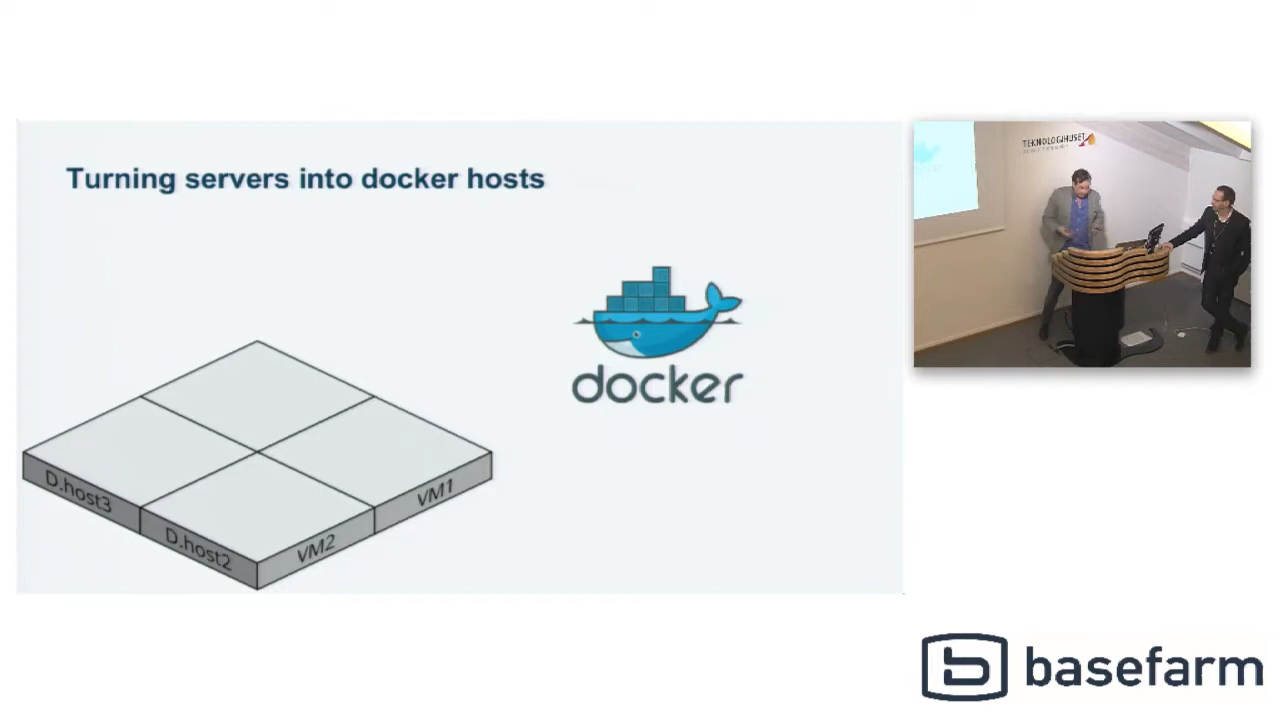 Turning servers into docker hosts
docker
D.host3
D.host2
VM2
VM1
TEKNOLOGIHUSET
basefarm